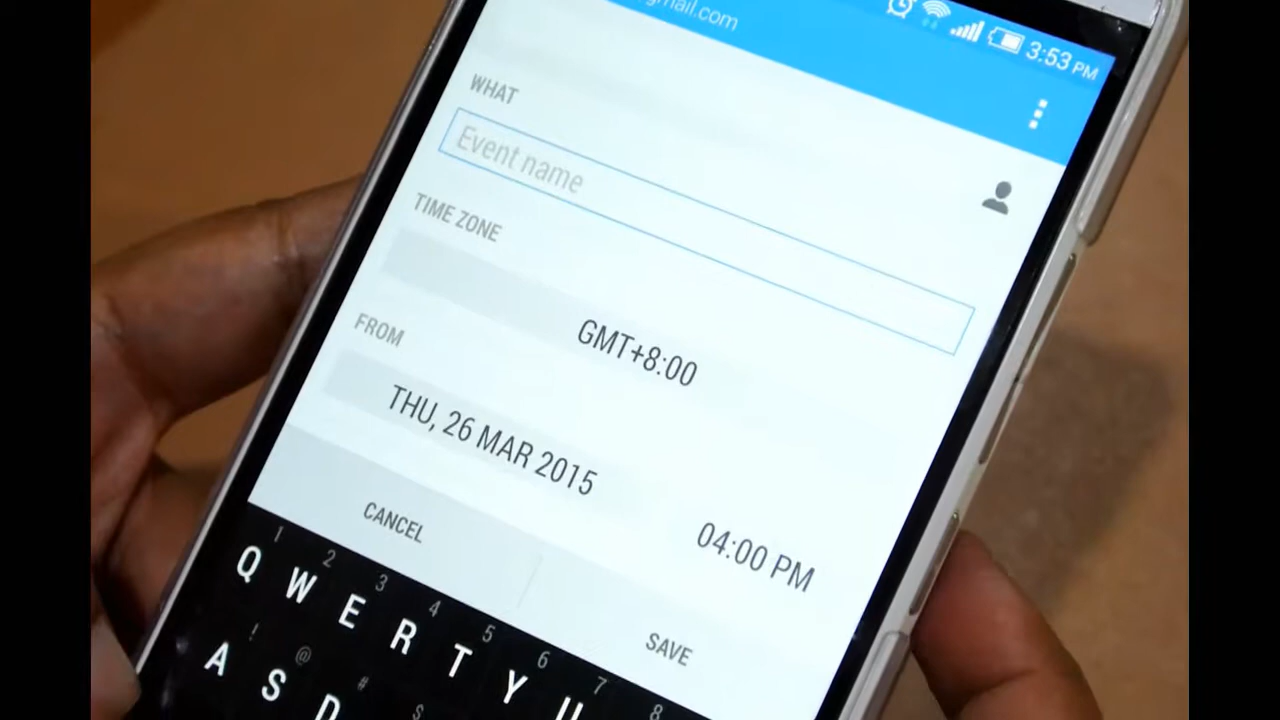 gmail.com
3:53 PM
WHAT
Event name
TIME ZONE
GMT+8:00
FROM
THU, 26 MAR 2015
04:00 PM
CANCEL
SAVE
1 2 3 4 5 6 7 8
Q W E R T Y U
! @ # $
A S D